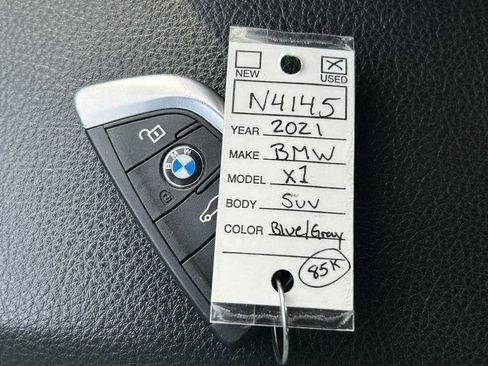 NEW
USED
N4145
YEAR 2021
MAKE BMW
MODEL X1
BODY SUV
COLOR Blue/Gray
85K
BMW